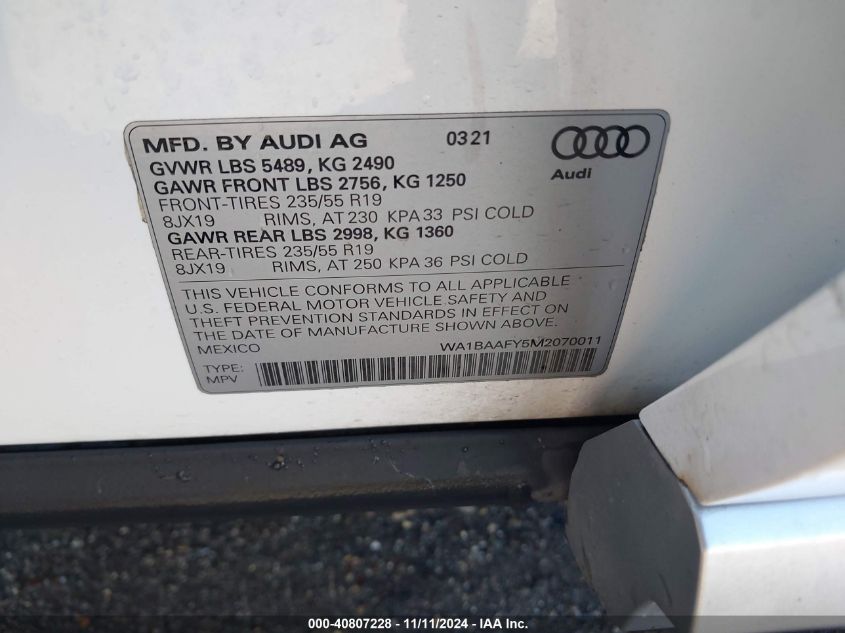 MFD. BY AUDI AG 03 21
GVWR LBS 5489, KG 2490
GAWR FRONT LBS 2756, KG 1250
FRONT-TIRES 235/55 R19
8JX19 RIMS, AT 230 KPA 33 PSI COLD
GAWR REAR LBS 2998, KG 1360
REAR-TIRES 235/55 R19
8JX19 RIMS, AT 250 KPA 36 PSI COLD
Audi
THIS VEHICLE CONFORMS TO ALL APPLICABLE
U.S. FEDERAL MOTOR VEHICLE SAFETY AND
THEFT PREVENTION STANDARDS IN EFFECT ON
THE DATE OF MANUFACTURE SHOWN ABOVE.
MEXICO WA1BAAFY5M2070011
TYPE:
MPV
000-40807228 - 11/11/2024 - IAA Inc.